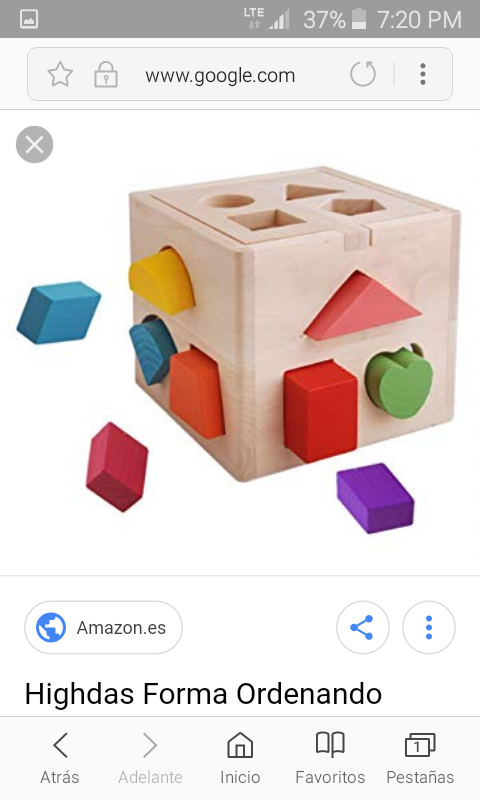 LTE 37% 7:20 PM
www.google.com
Amazon.es
Highdas Forma Ordenando
1
Atrás Adelante Inicio Favoritos Pestañas